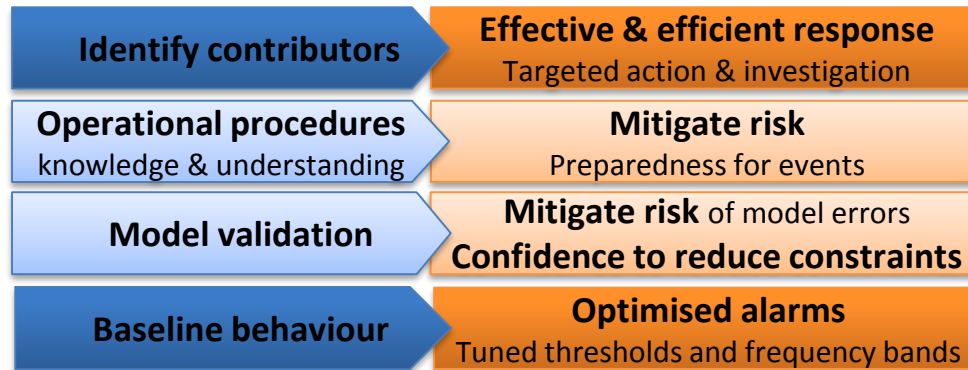 Identify contributors
Effective & efficient response
Targeted action & investigation
Operational procedures
knowledge & understanding
Mitigate risk
Preparedness for events
Model validation
Mitigate risk of model errors
Confidence to reduce constraints
Baseline behaviour
Optimised alarms
Tuned thresholds and frequency bands